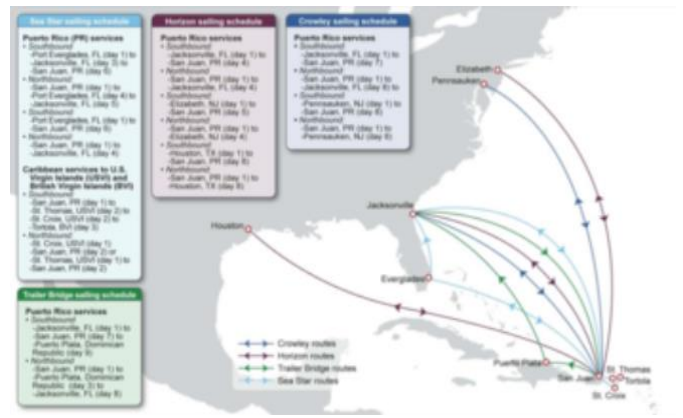 Sea Star sailing schedule
Puerto Rico (PR) services
• Southbound
-Port Everglades, FL (day 1) to
-Jacksonville, FL (day 3) to
-San Juan, PR (day 6)
• Northbound
-San Juan, PR (day 1) to
-Port Everglades, FL (day 4) to
-Jacksonville, FL (day 5)
• Southbound
-Port Everglades, FL (day 1) to
-San Juan, PR
• Northbound
-San Juan, PR (day 1) to
-Jacksonville, FL (day 4)
Caribbean services to U.S.
Virgin Islands (USVI) and
British Virgin Islands (BVI)
• Southbound
-San Juan, PR (day 1) to
-St. Thomas, USVI (day 2) to
-St. Croix, USVI (day 2) to
-Tortola, BVI (day 3)
• Northbound
-St. Croix, USVI (day 1)
-San Juan, PR (day 2) or
-St. Thomas, USVI (day 1) to
-San Juan, PR (day 2)
Horizon sailing schedule
Puerto Rico services
• Southbound
-Jacksonville, FL (day 1) to
-San Juan, PR (day 4)
• Northbound
-San Juan, PR (day 1) to
-Jacksonville, FL (day 4)
• Southbound
-Elizabeth, NJ (day 1) to
-San Juan, PR (day 5)
• Northbound
-San Juan, PR (day 1) to
-Elizabeth, NJ (day 4)
• Southbound
-Houston, TX (day 1) to
-San Juan, PR
• Northbound
-San Juan, PR (day 1) to
-Houston, TX
Crowley sailing schedule
Puerto Rico services
• Southbound
-Jacksonville, FL (day 1) to
-San Juan, PR (day 7)
• Northbound
-San Juan, PR (day 1) to
-Jacksonville, FL to
• Southbound
-Pennsauken, NJ (day 1) to
-San Juan, PR
• Northbound
-San Juan, PR (day 1) to
-Pennsauken, NJ
Trailer Bridge sailing schedule
Puerto Rico services
• Southbound
-Jacksonville, FL (day 1) to
-San Juan, PR (day 7) to
-Puerto Plata, Dominican
Republic (day 9)
• Northbound
-San Juan, PR (day 1) to
-Puerto Plata, Dominican
Republic (day 3) to
-Jacksonville, FL
Elizabeth
Pennsauken
Jacksonville
Houston
Everglades
Puerto Plata
San Juan
St. Thomas
Tortola
St. Croix
Crowley routes
Horizon routes
Trailer Bridge routes
Sea Star routes